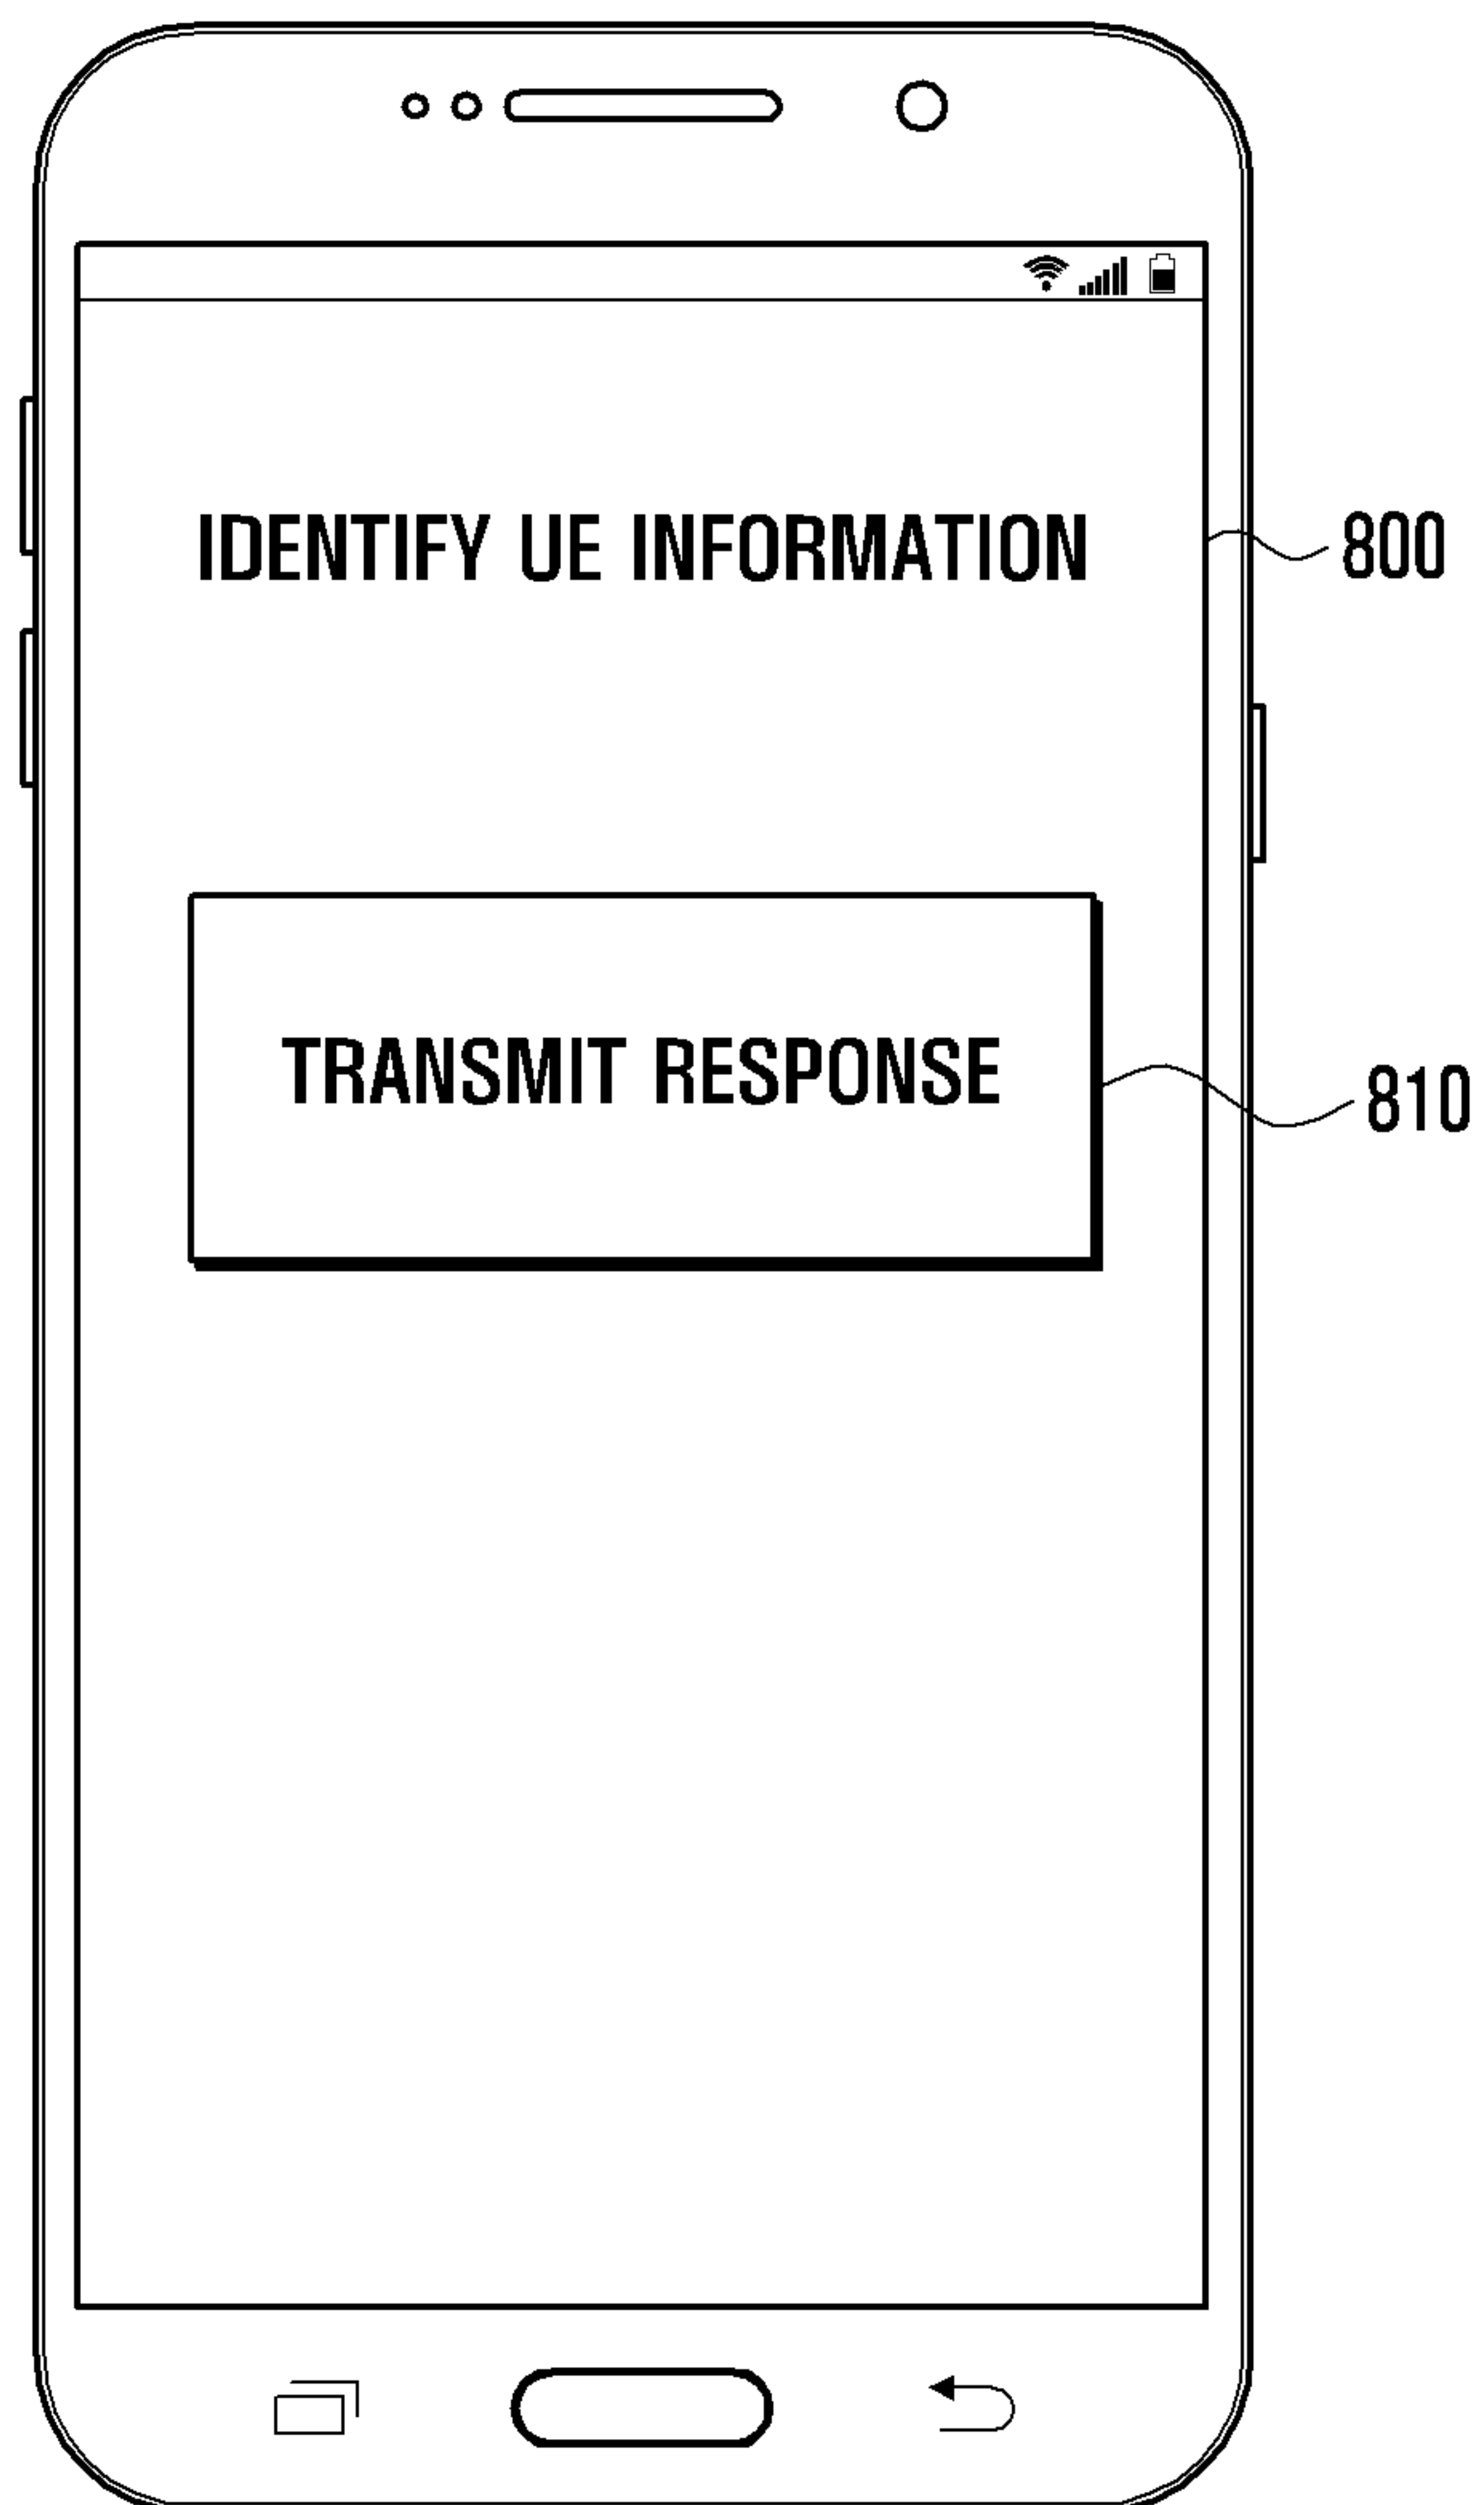 IDENTIFY UE INFORMATION
800
TRANSMIT RESPONSE
810